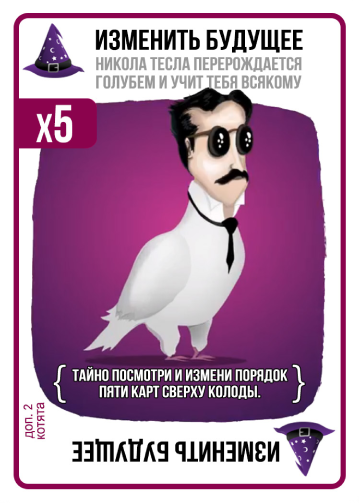 ИЗМЕНИТЬ БУДУЩЕЕ
НИКОЛА ТЕСЛА ПЕРЕРОЖДАЕТСЯ
ГОЛУБЕМ И УЧИТ ТЕБЯ ВСЯКОМУ
x5
{ ТАЙНО ПОСМОТРИ И ИЗМЕНИ ПОРЯДОК
ПЯТИ КАРТ СВЕРХУ КОЛОДЫ. }
доп. 2
котята
ИЗМЕНИТЬ БУДУЩЕЕ